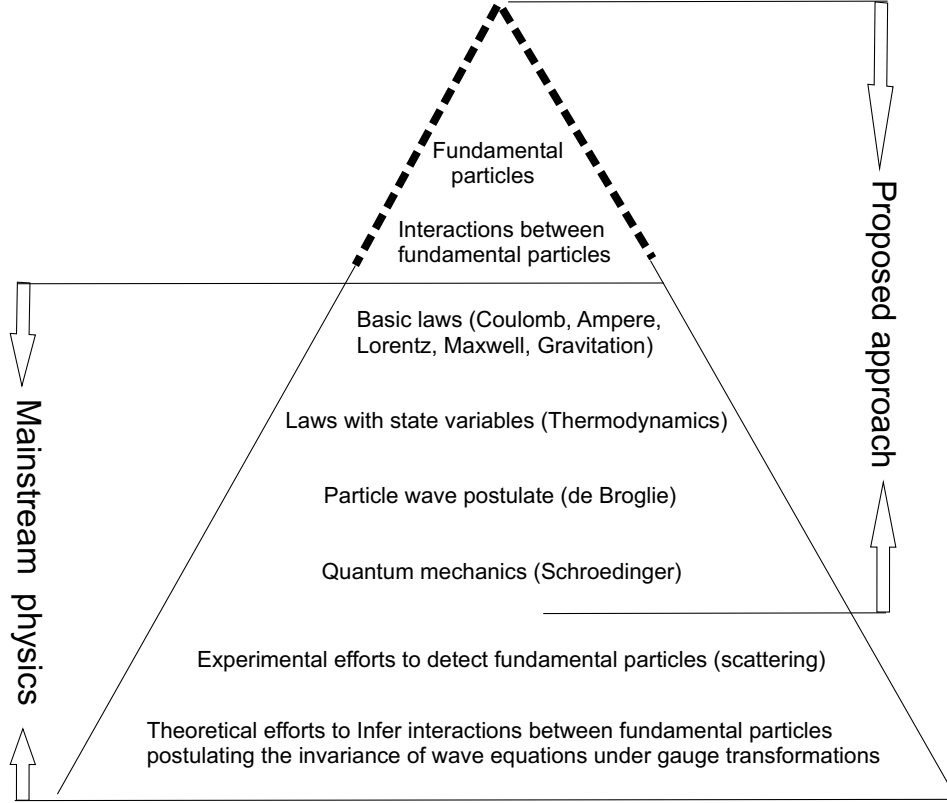 Fundamental
particles
Interactions between
fundamental particles
Basic laws (Coulomb, Ampere,
Lorentz, Maxwell, Gravitation)
Laws with state variables (Thermodynamics)
Particle wave postulate (de Broglie)
Quantum mechanics (Schroedinger)
Experimental efforts to detect fundamental particles (scattering)
Theoretical efforts to Infer interactions between fundamental particles
postulating the invariance of wave equations under gauge transformations
Mainstream physics
Proposed approach